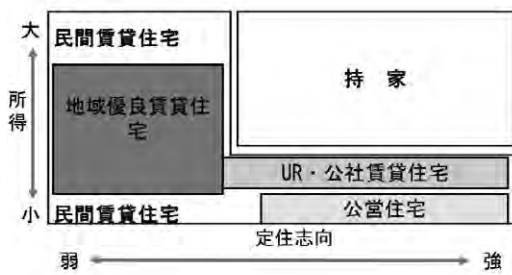 大
民間賃貸住宅
持 家
所得
地域優良賃貸住
宅
UR・公社賃貸住宅
小
民間賃貸住宅
公営住宅
定住志向
弱
強